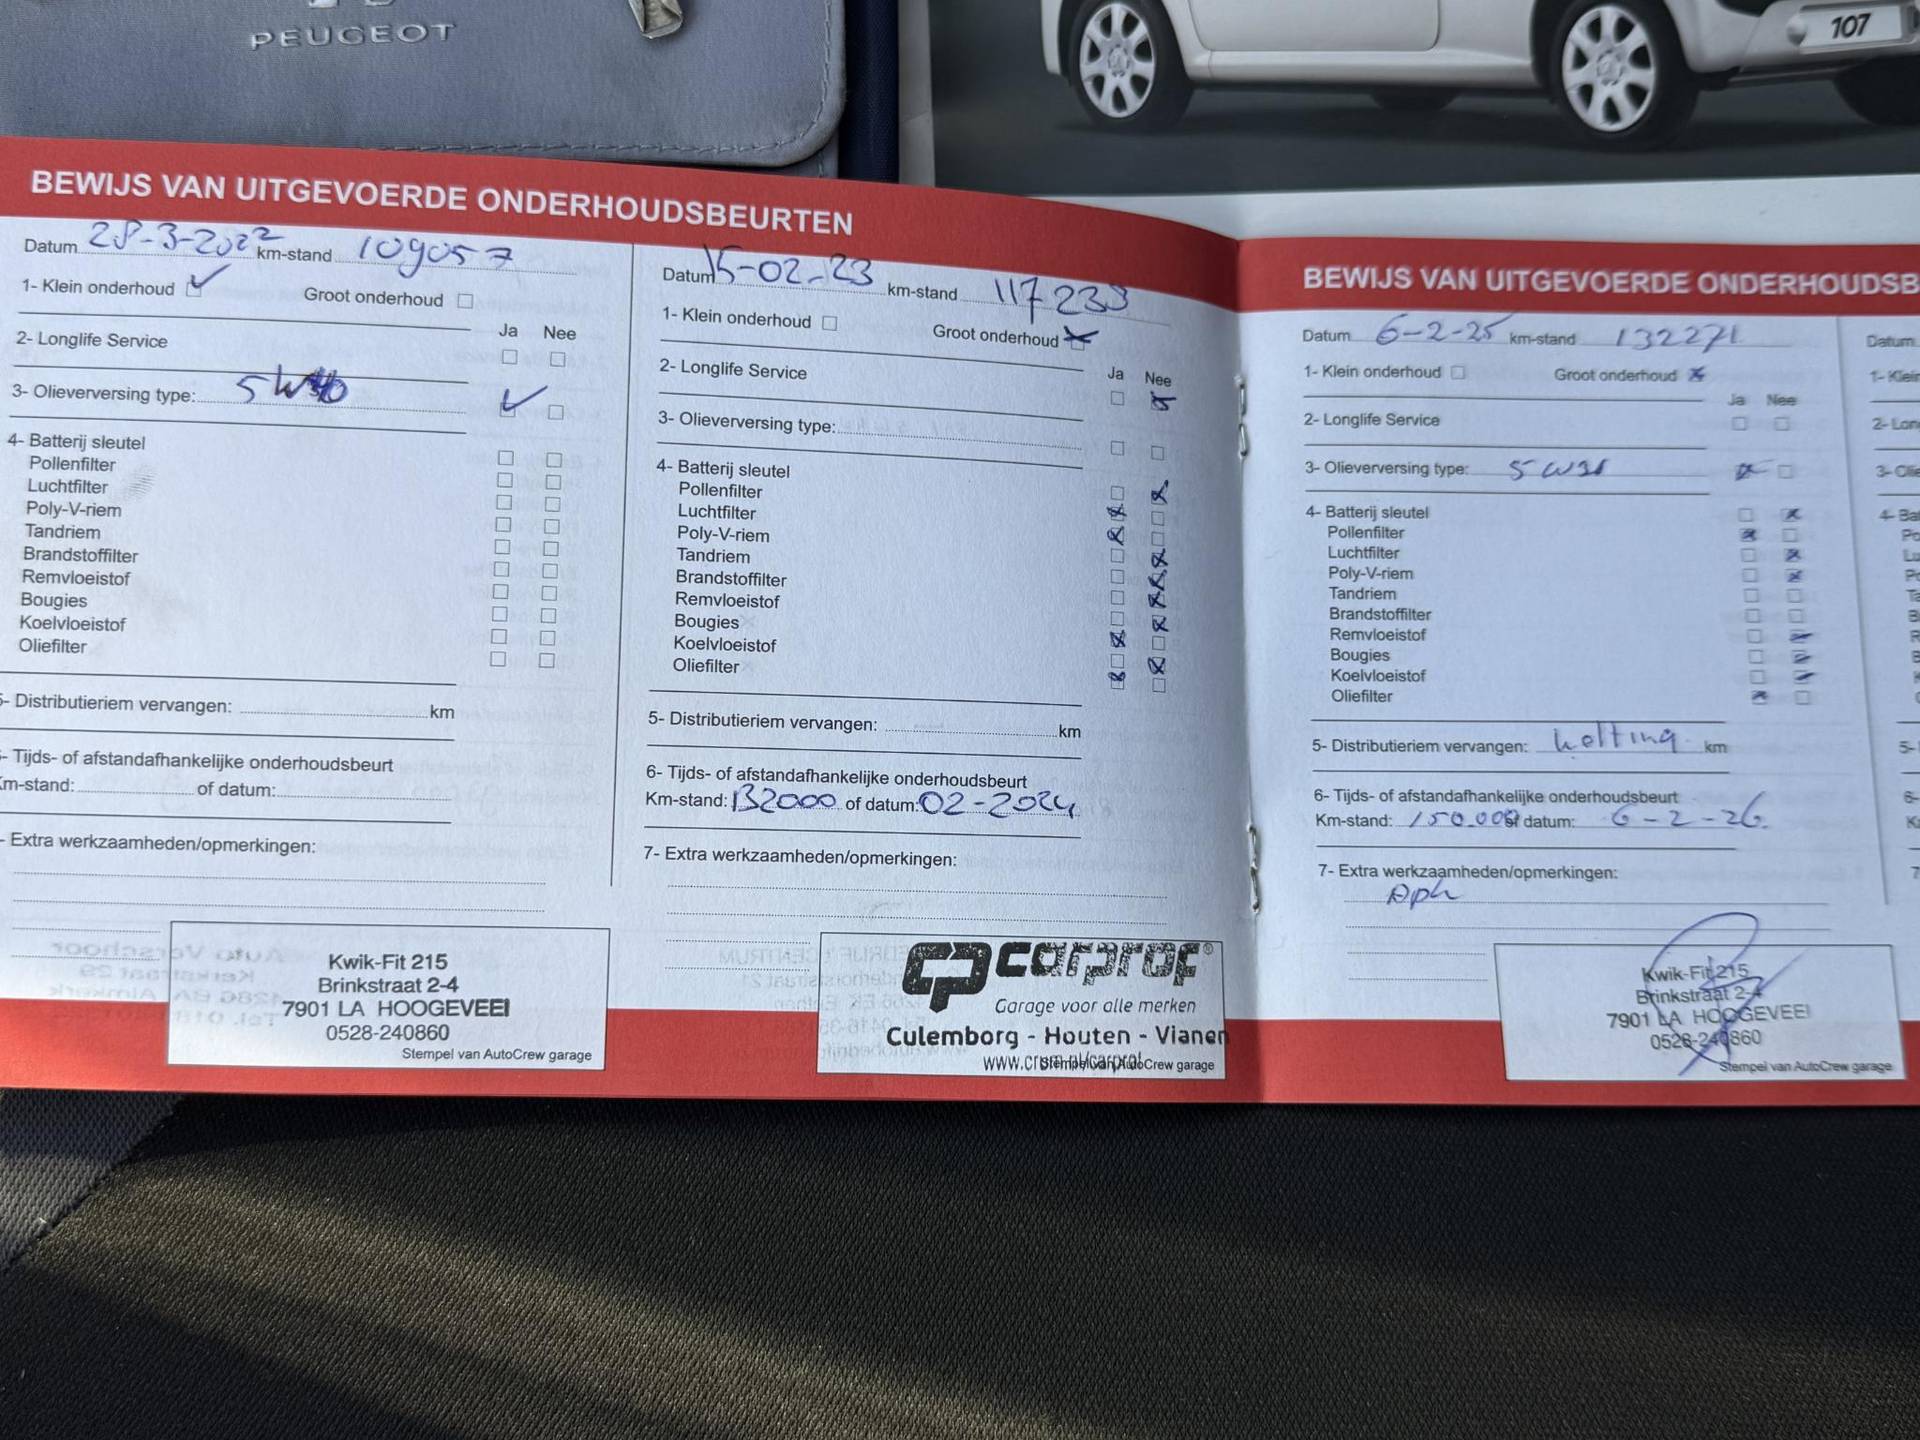 PEUGEOT
107
BEWIJS VAN UITGEVOERDE ONDERHOUDSBEURTEN
Datum 28-3-2022 km-stand 109057
1- Klein onderhoud Groot onderhoud
Ja Nee
2- Longlife Service
3- Olieverversing type:
4- Batterij sleutel
Pollenfilter
Luchtfilter
Poly-V-riem
Tandriem
Brandstoffilter
Remvloeistof
Bougies
Koelvloeistof
Oliefilter
5- Distributieriem vervangen: km
- Tijds- of afstandafhankelijke onderhoudsbeurt
Km-stand: of datum:
- Extra werkzaamheden/opmerkingen:
Kwik-Fit 215
Brinkstraat 2-4
7901 LA HOOGEVEEN
0528-240860
Stempel van AutoCrew garage
Datum 15-02-23 km-stand 117233
1- Klein onderhoud Groot onderhoud
Ja Nee
2- Longlife Service
3- Olieverversing type:
4- Batterij sleutel
Pollenfilter
Luchtfilter
Poly-V-riem
Tandriem
Brandstoffilter
Remvloeistof
Bougies
Koelvloeistof
Oliefilter
5- Distributieriem vervangen: km
6- Tijds- of afstandafhankelijke onderhoudsbeurt
Km-stand: 132000 of datum: 02-2024
7- Extra werkzaamheden/opmerkingen:
cp carprof®
Garage voor alle merken
Culemborg - Houten - Vianen
BEWIJS VAN UITGEVOERDE ONDERHOUDSB
Datum 6-2-25 km-stand 132271
1- Klein onderhoud Groot onderhoud
Ja Nee
2- Longlife Service
3- Olieverversing type:
4- Batterij sleutel
Pollenfilter
Luchtfilter
Poly-V-riem
Tandriem
Brandstoffilter
Remvloeistof
Bougies
Koelvloeistof
Oliefilter
5- Distributieriem vervangen: ketting km
6- Tijds- of afstandafhankelijke onderhoudsbeurt
Km-stand: 150.000 of datum: 6-2-26
7- Extra werkzaamheden/opmerkingen:
Kwik-Fit 215
Brinkstraat 2-4
7901 LA HOOGEVEEN
0528-240860
Stempel van AutoCrew garage
Datum